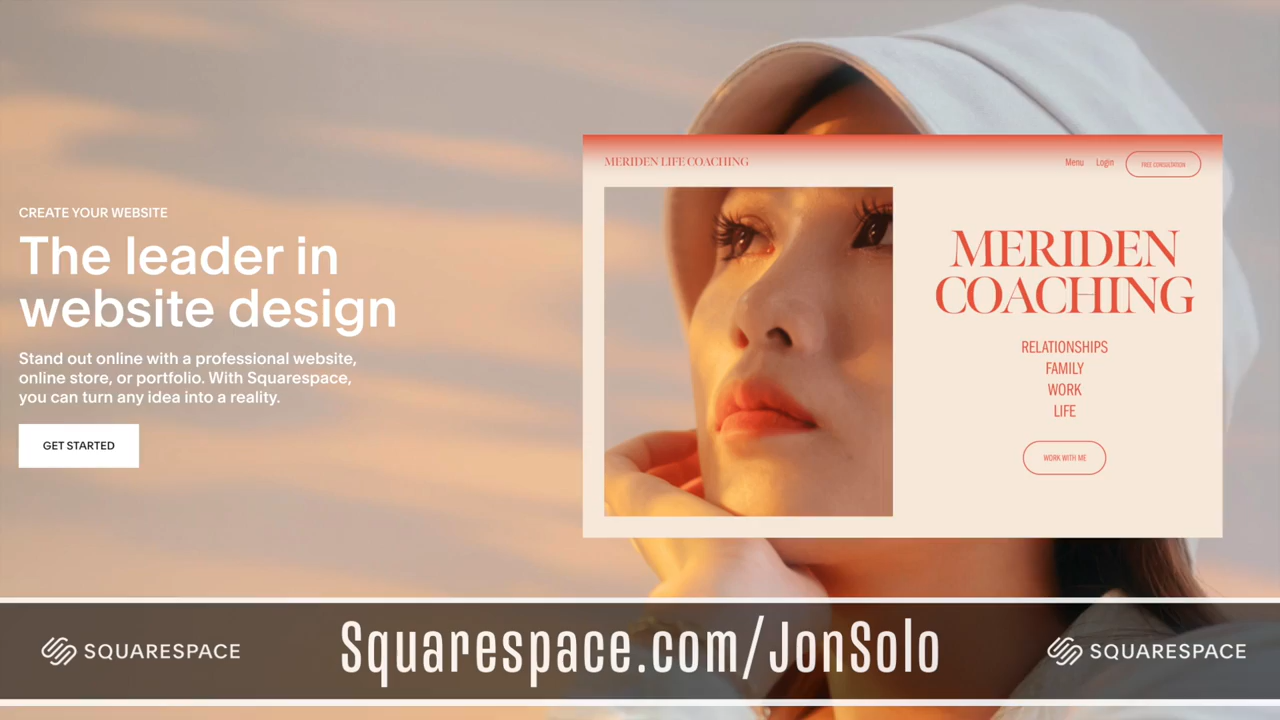 CREATE YOUR WEBSITE
The leader in
website design
Stand out online with a professional website,
online store, or portfolio. With Squarespace,
you can turn any idea into a reality.
GET STARTED
MERIDEN LIFE COACHING
Menu Login FREE CONSULTATION
MERIDEN
COACHING
RELATIONSHIPS
FAMILY
WORK
LIFE
WORK WITH ME
SQUARESPACE
Squarespace.com/JonSolo
SQUARESPACE